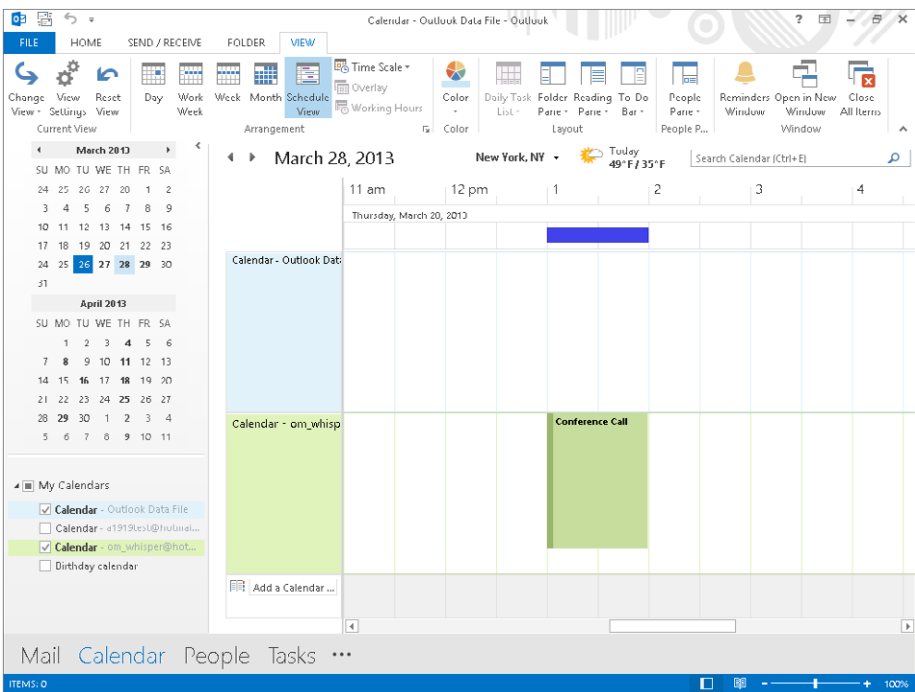 Calendar - Outlook Data File - Outlook
FILE HOME SEND / RECEIVE FOLDER VIEW
Change View View Settings Reset View Day Work Week Week Month Schedule View Time Scale Overlay Working Hours Color Daily Task List Folder Pane Reading Pane To-Do Bar People Pane Reminders Window Open in New Window Close All Items
Current View Arrangement Color Layout People P... Window
March 2013
SU MO TU WE TH FR SA
24 25 26 27 28 1 2
3 4 5 6 7 8 9
10 11 12 13 14 15 16
17 18 19 20 21 22 23
24 25 26 27 28 29 30
31
April 2013
SU MO TU WE TH FR SA
1 2 3 4 5 6
7 8 9 10 11 12 13
14 15 16 17 18 19 20
21 22 23 24 25 26 27
28 29 30 1 2 3 4
5 6 7 8 9 10 11
My Calendars
Calendar - Outlook Data File
Calendar - a1919test@hotmai...
Calendar - om_whisper@hot...
Birthday calendar
March 28, 2013
New York, NY
Today
49°F / 35°F
Search Calendar (Ctrl+E)
11 am 12 pm 1 2 3 4
Thursday, March 28, 2013
Calendar - Outlook Dat
Calendar - om_whisp
Conference Call
Add a Calendar ...
Mail Calendar People Tasks •••
ITEMS: 0
100%